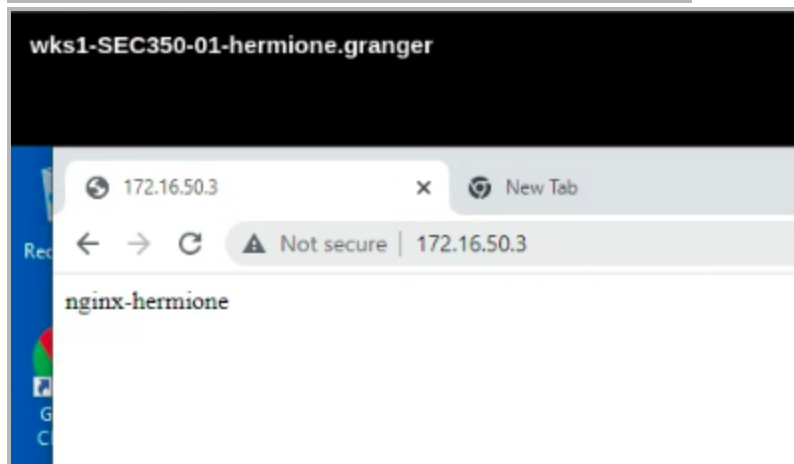 wks1-SEC350-01-hermione.granger
172.16.50.3
New Tab
Not secure | 172.16.50.3
nginx-hermione